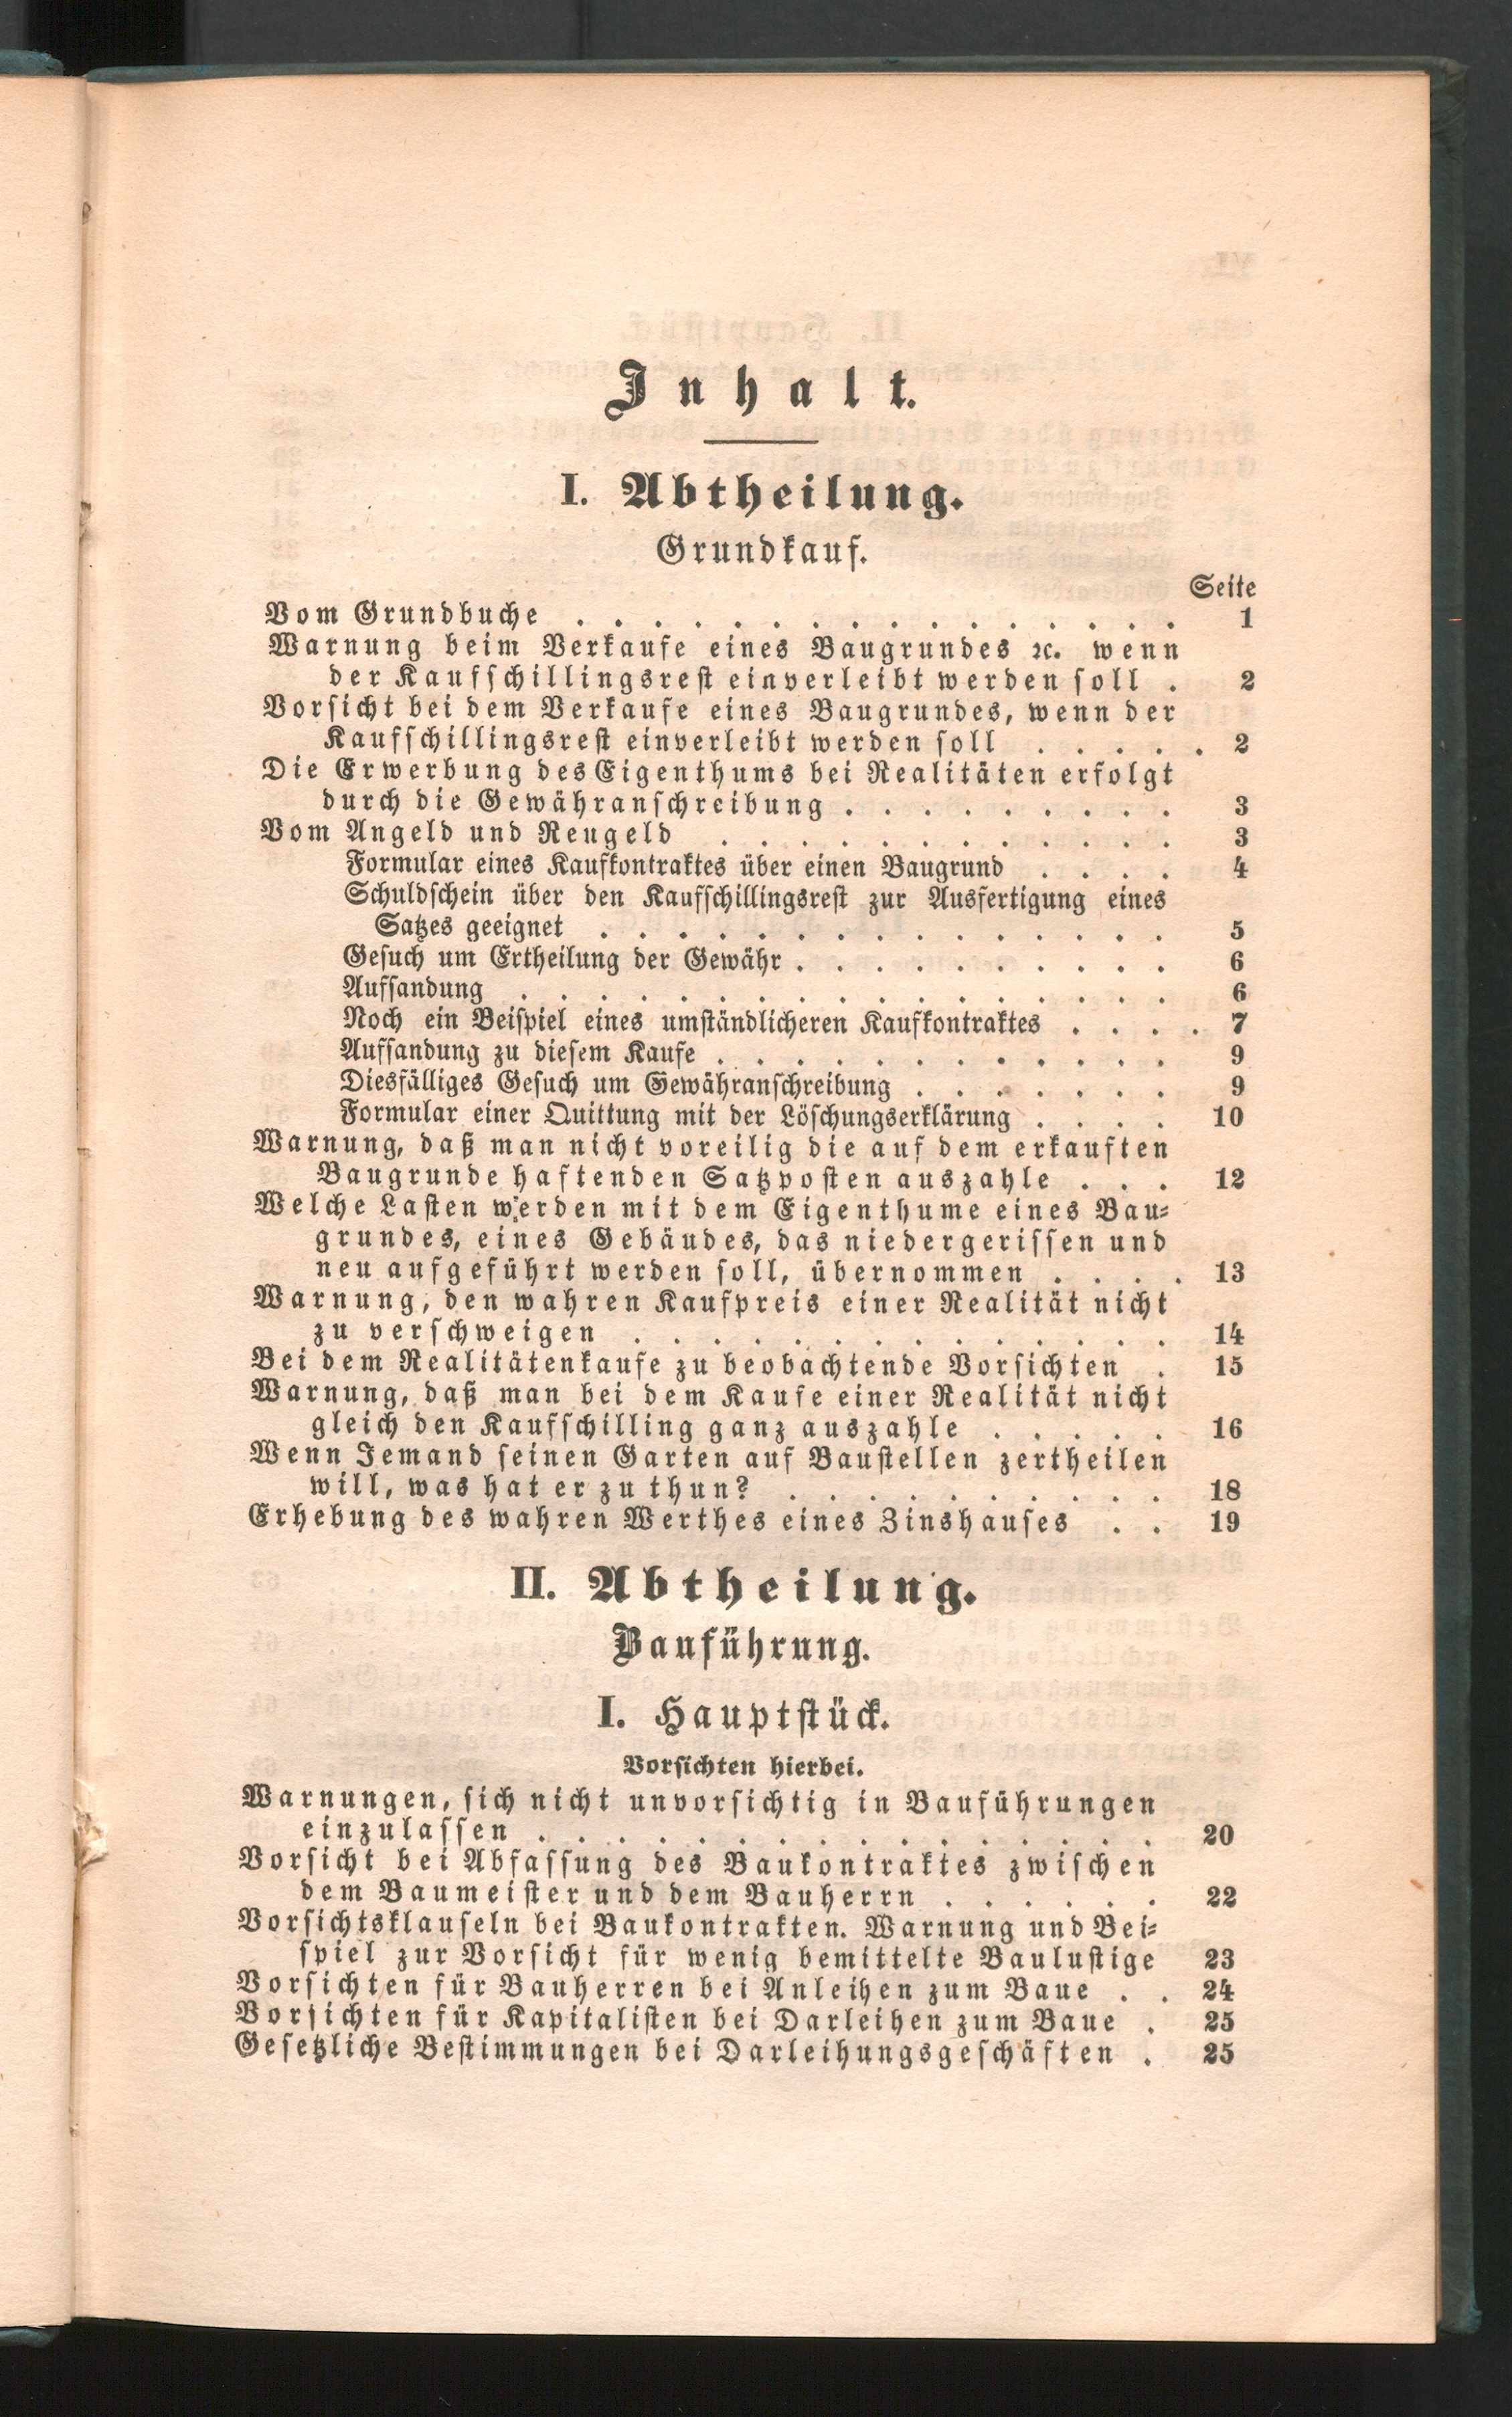 Inhalt.
I. Abtheilung.
Grundkauf.
Seite
Vom Grundbuche . . . . . . . . . . . . . . . . 1
Warnung beim Verkaufe eines Baugrundes ꝛc. wenn
der Kaufschillingsrest einverleibt werden soll . 2
Vorsicht bei dem Verkaufe eines Baugrundes, wenn der
Kaufschillingsrest einverleibt werden soll . . . . . 2
Die Erwerbung des Eigenthums bei Realitäten erfolgt
durch die Gewähranschreibung . . . . . . . . . 3
Vom Angeld und Reugeld . . . . . . . . . . . . 3
Formular eines Kaufkontraktes über einen Baugrund . . . . 4
Schuldschein über den Kaufschillingsrest zur Ausfertigung eines
Satzes geeignet . . . . . . . . . . . . . . . 5
Gesuch um Ertheilung der Gewähr . . . . . . . . . . 6
Aufsandung . . . . . . . . . . . . . . . . . 6
Noch ein Beispiel eines umständlicheren Kaufkontraktes . . . . 7
Aufsandung zu diesem Kaufe . . . . . . . . . . . . 9
Diesfälliges Gesuch um Gewähranschreibung . . . . . . . 9
Formular einer Quittung mit der Löschungserklärung . . . . 10
Warnung, daß man nicht voreilig die auf dem erkauften
Baugrunde haftenden Satzposten auszahle . . . 12
Welche Lasten werden mit dem Eigenthume eines Bau-
grundes, eines Gebäudes, das niedergerissen und
neu aufgeführt werden soll, übernommen . . . . 13
Warnung, den wahren Kaufpreis einer Realität nicht
zu verschweigen . . . . . . . . . . . . . . 14
Bei dem Realitätenkaufe zu beobachtende Vorsichten . 15
Warnung, daß man bei dem Kaufe einer Realität nicht
gleich den Kaufschilling ganz auszahle . . . . . 16
Wenn Jemand seinen Garten auf Baustellen zertheilen
will, was hat er zu thun? . . . . . . . . . . 18
Erhebung des wahren Werthes eines Zinshauses . . 19
II. Abtheilung.
Bauführung.
I. Hauptstück.
Vorsichten hierbei.
Warnungen, sich nicht unvorsichtig in Bauführungen
einzulassen . . . . . . . . . . . . . . . . 20
Vorsicht bei Abfassung des Baukontraktes zwischen
dem Baumeister und dem Bauherrn . . . . . . 22
Vorsichtsklauseln bei Baukontrakten. Warnung und Bei-
spiel zur Vorsicht für wenig bemittelte Baulustige 23
Vorsichten für Bauherren bei Anleihen zum Baue . . 24
Vorsichten für Kapitalisten bei Darleihen zum Baue . 25
Gesetzliche Bestimmungen bei Darleihungsgeschäften . 25